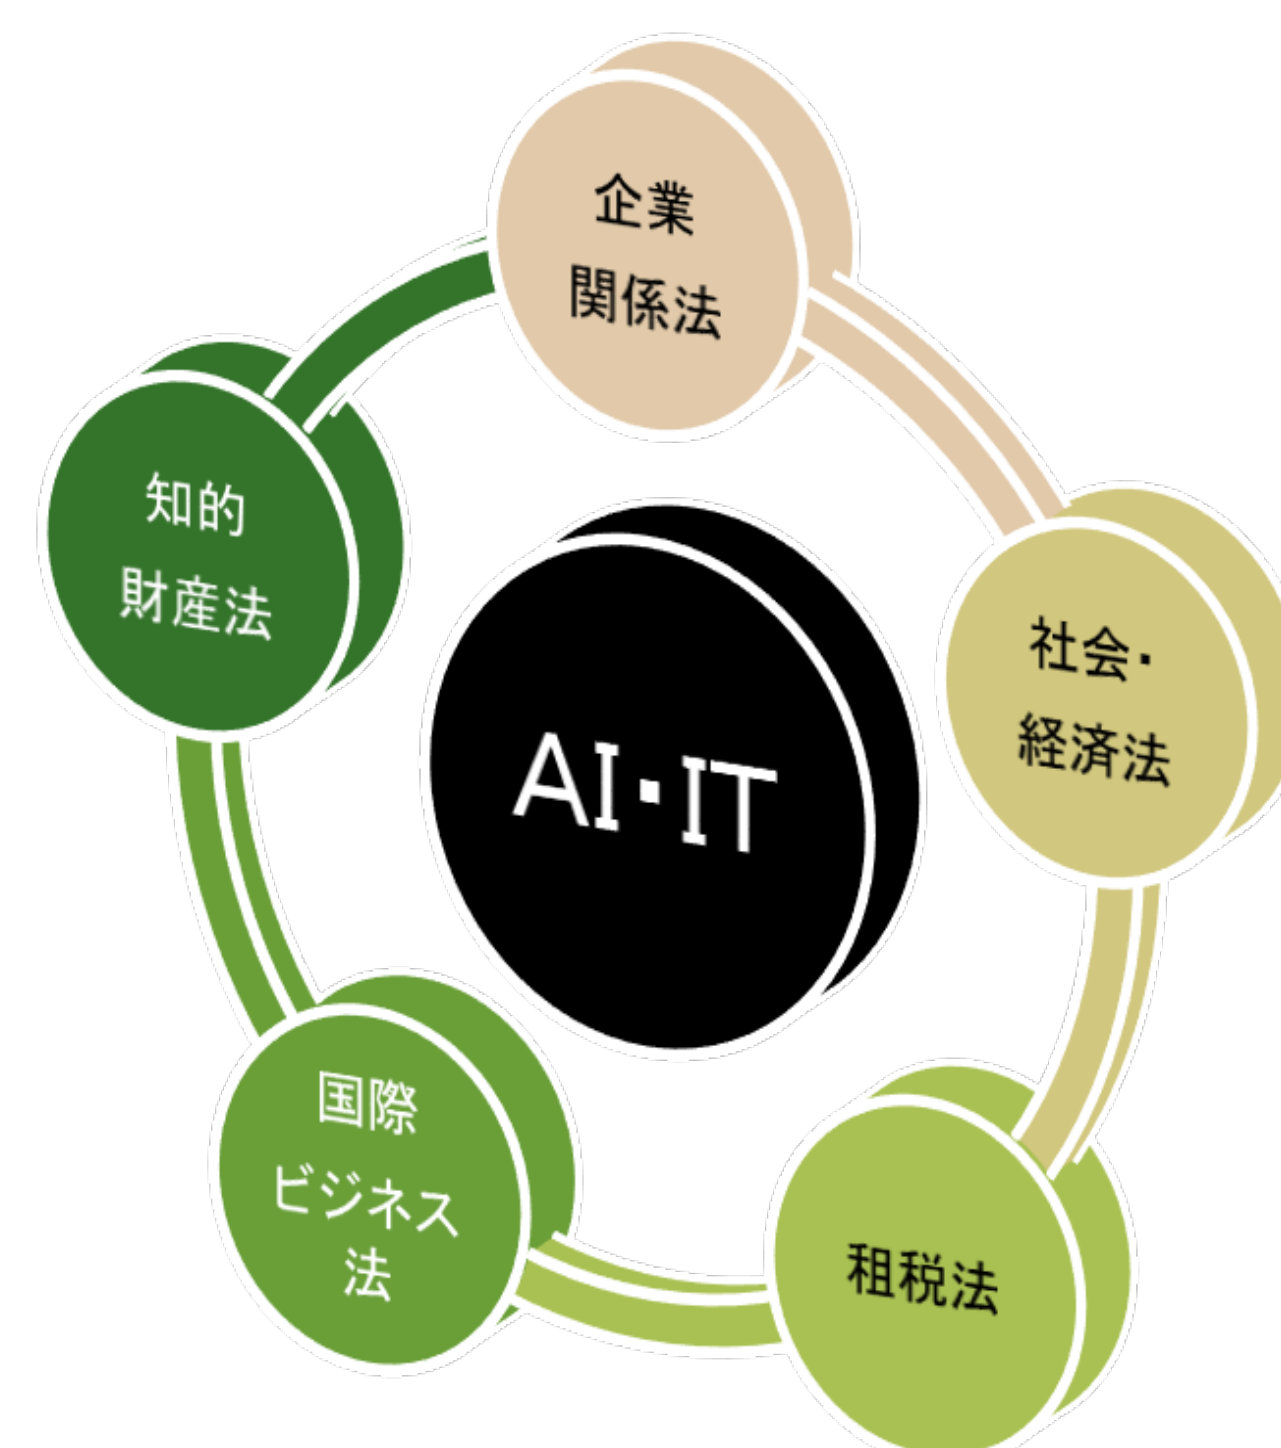 企業
関係法
知的
財産法
社会・
経済法
AI・IT
国際
ビジネス
法
租税法